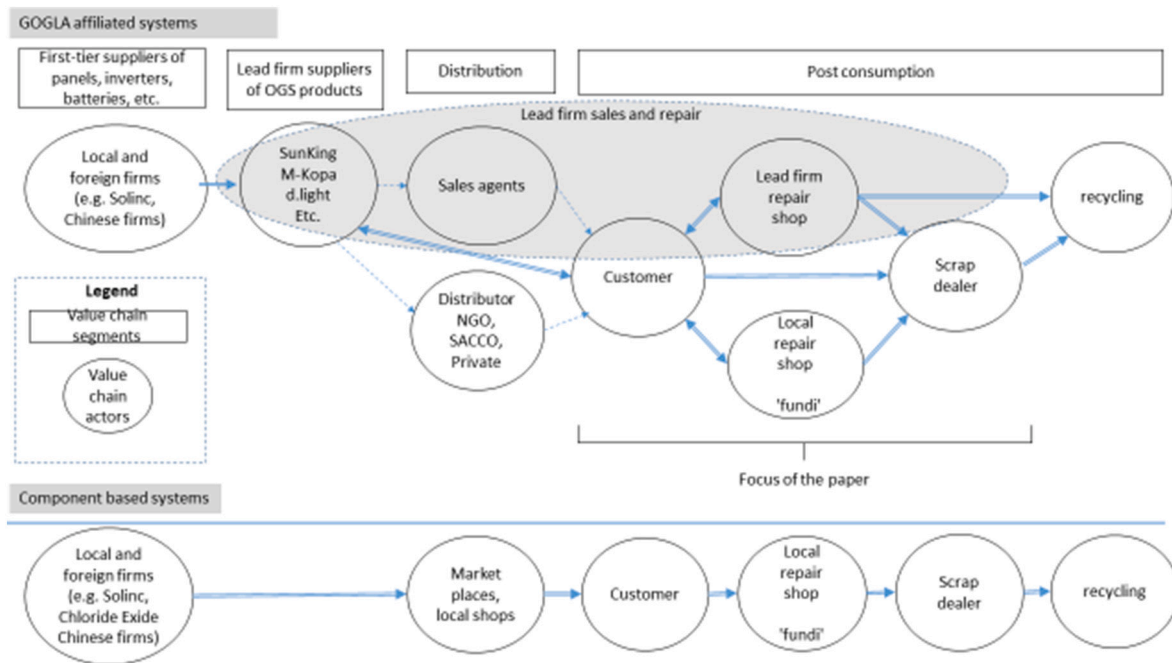 GOGLA affiliated systems
First-tier suppliers of
panels, inverters,
batteries, etc.
Lead firm suppliers
of OGS products
Distribution
Post consumption
Lead firm sales and repair
Local and
foreign firms
(e.g. Solinc,
Chinese firms)
SunKing
M-Kopa
d.light
Etc.
Sales agents
Lead firm
repair
shop
recycling
Customer
Scrap
dealer
Distributor
NGO,
SACCO,
Private
Local
repair
shop
'fundi'
Legend
Value chain
segments
Value
chain
actors
Focus of the paper
Component based systems
Local and
foreign firms
(e.g. Solinc,
Chloride Exide
Chinese firms)
Market
places,
local shops
Customer
Local
repair
shop
'fundi'
Scrap
dealer
recycling